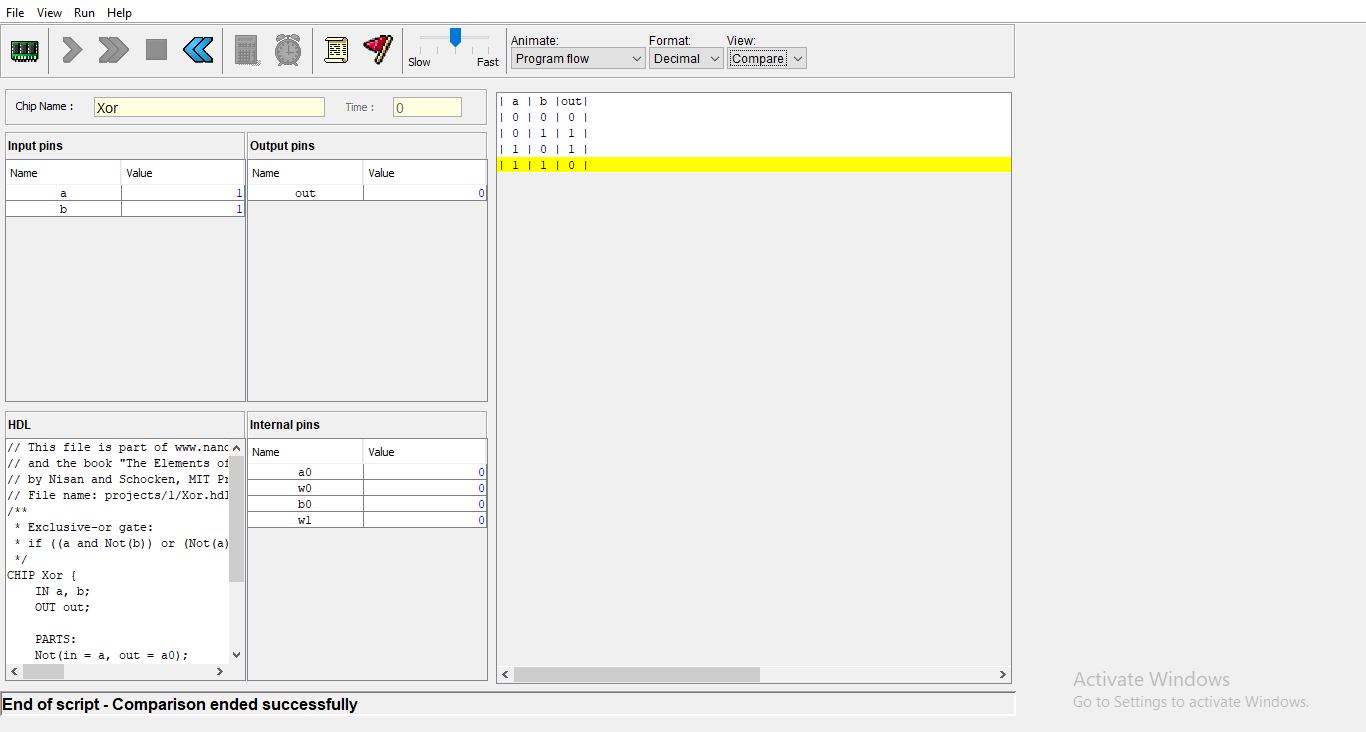 File View Run Help
Slow Fast
Animate: Format: View:
Program flow Decimal Compare
Chip Name : Xor Time : 0
Input pins
Name Value
a 1
b 1
Output pins
Name Value
out 0
HDL
// This file is part of www.nand
// and the book "The Elements of
// by Nisan and Schocken, MIT Pr
// File name: projects/1/Xor.hdl
/**
* Exclusive-or gate:
* if ((a and Not(b)) or (Not(a)
*/
CHIP Xor {
IN a, b;
OUT out;
PARTS:
Not(in = a, out = a0);
Internal pins
Name Value
a0 0
w0 0
b0 0
w1 0
| a | b |out|
| 0 | 0 | 0 |
| 0 | 1 | 1 |
| 1 | 0 | 1 |
| 1 | 1 | 0 |
End of script - Comparison ended successfully
Activate Windows
Go to Settings to activate Windows.